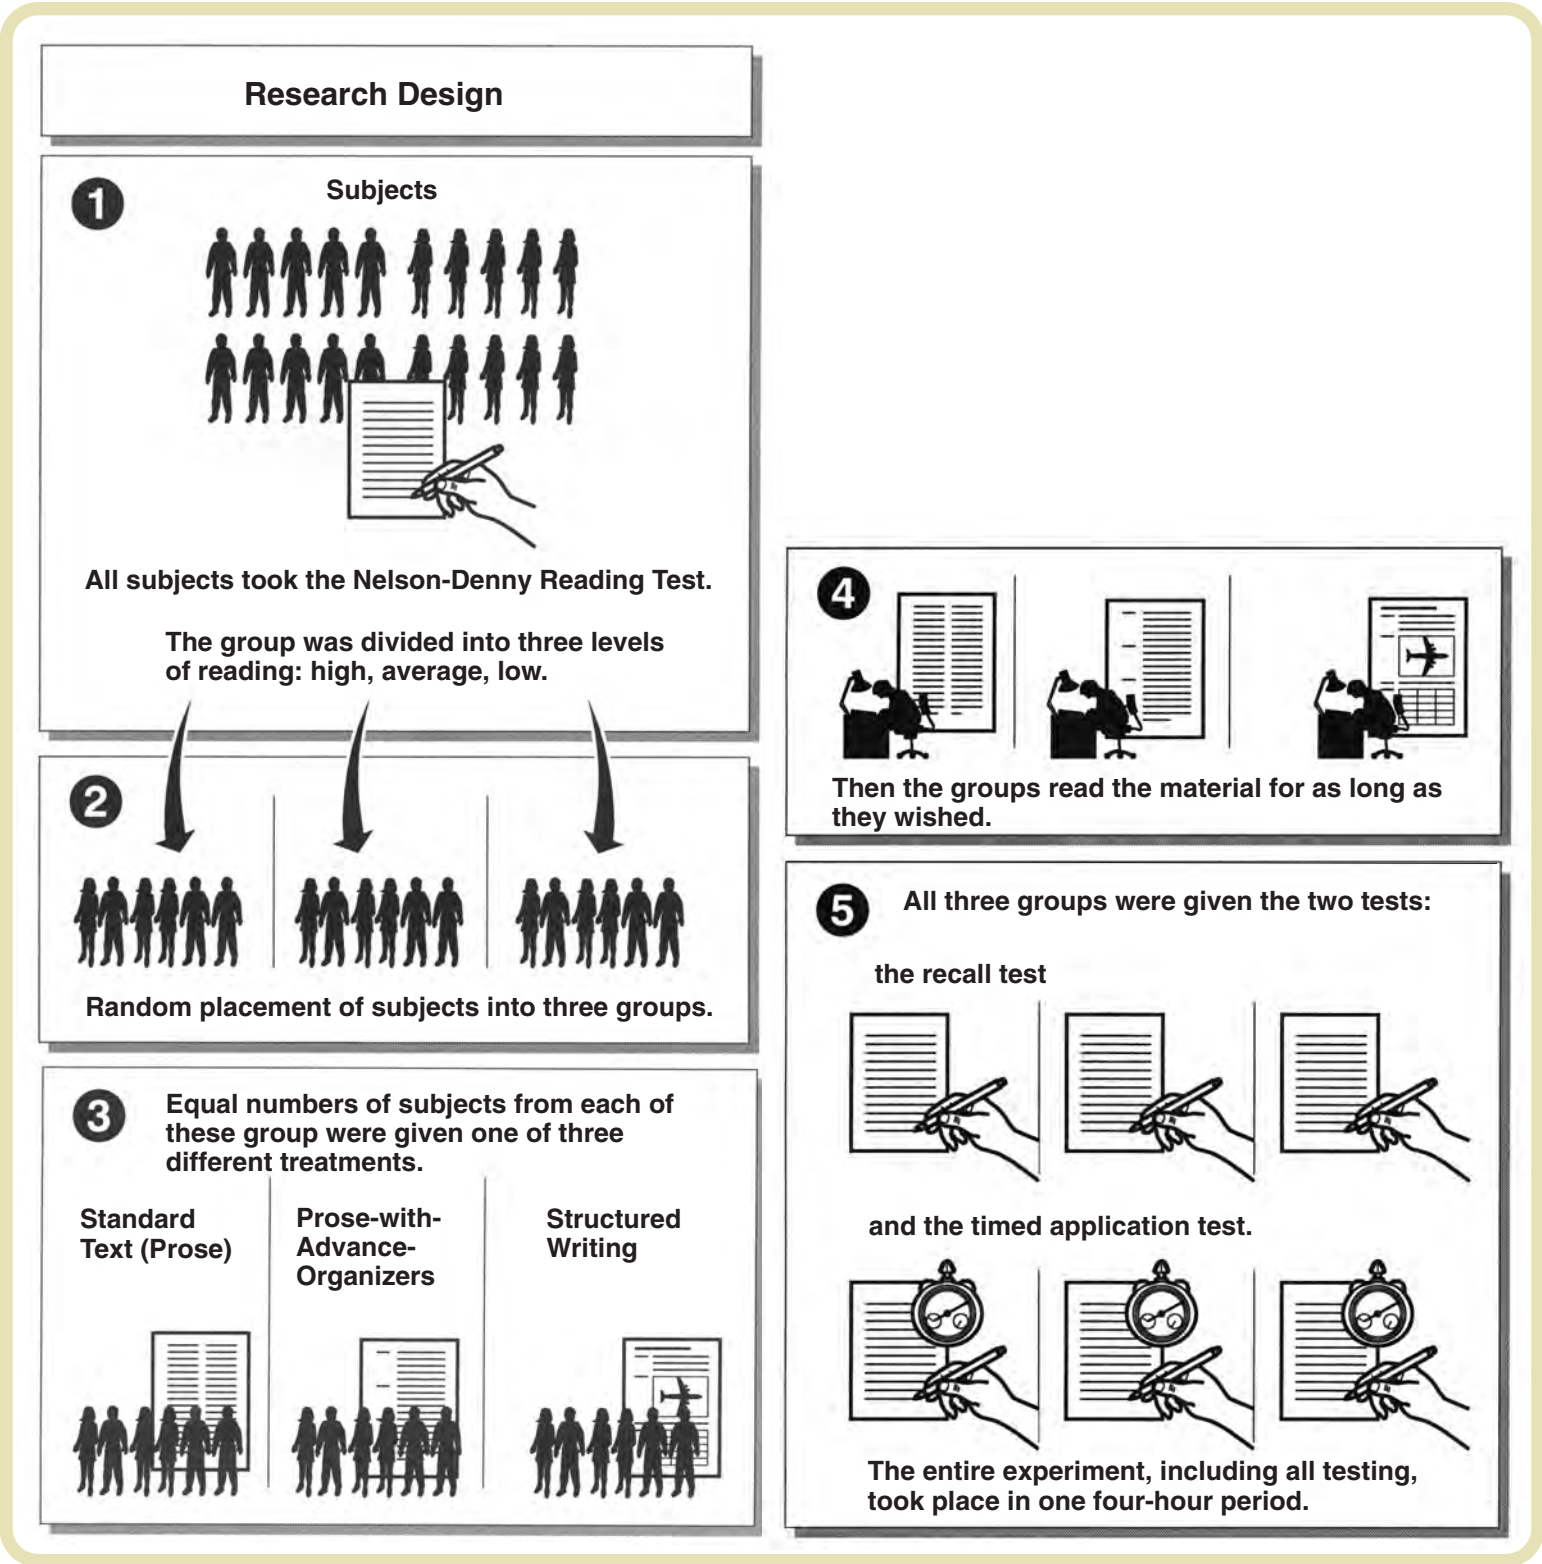 Research Design
1
Subjects
All subjects took the Nelson-Denny Reading Test.
The group was divided into three levels
of reading: high, average, low.
2
Random placement of subjects into three groups.
3
Equal numbers of subjects from each of
these group were given one of three
different treatments.
Standard
Text (Prose)
Prose-with-
Advance-
Organizers
Structured
Writing
4
Then the groups read the material for as long as
they wished.
5
All three groups were given the two tests:
the recall test
and the timed application test.
The entire experiment, including all testing,
took place in one four-hour period.